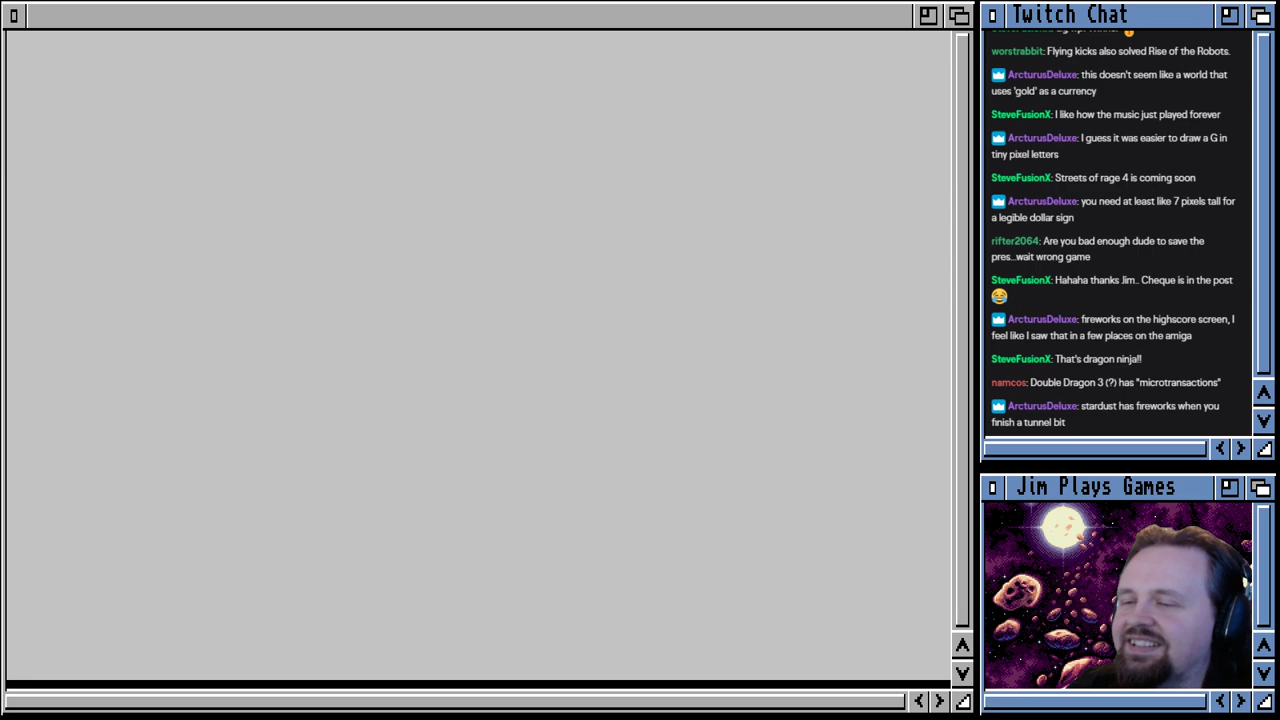 Twitch Chat
worstrabbit: Flying kicks also solved Rise of the Robots.
ArcturusDeluxe: this doesn't seem like a world that
uses 'gold' as a currency
SteveFusionX: I like how the music just played forever
ArcturusDeluxe: I guess it was easier to draw a G in
tiny pixel letters
SteveFusionX: Streets of rage 4 is coming soon
ArcturusDeluxe: you need at least like 7 pixels tall for
a legible dollar sign
rifter2064: Are you bad enough dude to save the
pres...wait wrong game
SteveFusionX: Hahaha thanks Jim.. Cheque is in the post
😂
ArcturusDeluxe: fireworks on the highscore screen, I
feel like I saw that in a few places on the amiga
SteveFusionX: That's dragon ninja!!
namcos: Double Dragon 3 (?) has "microtransactions"
ArcturusDeluxe: stardust has fireworks when you
finish a tunnel bit
Jim Plays Games